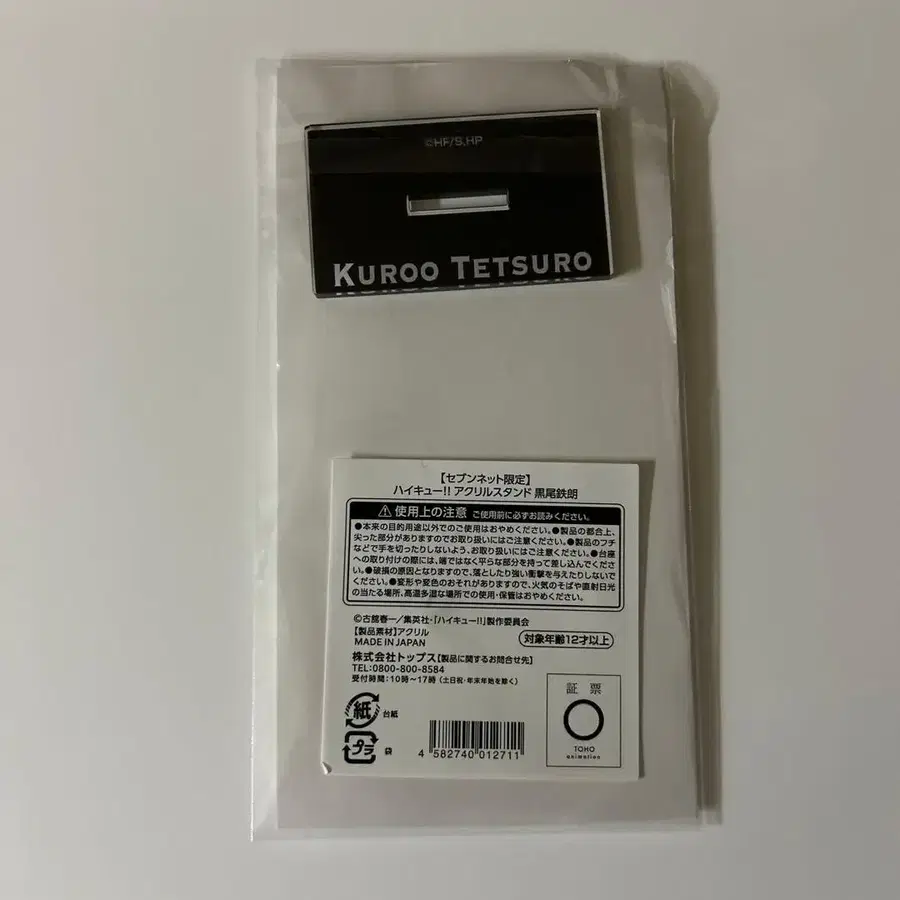 ©HF/S,HP
KUROO TETSURO
【セブンネット限定】
ハイキュー!! アクリルスタンド 黒尾鉄朗
使用上の注意 ご使用前に必ずお読みください。
●本来の目的用途以外でのご使用はおやめください。●製品の都合上、
尖った部分がありますのでお取り扱いにはご注意ください。●製品のフチ
などで手を切ったりしないよう、お取り扱いにはご注意ください。●台座
への取り付けの際には、端ではなく平らな部分を持って差し込んでくださ
い。●破損の原因となりますので、落としたり強い衝撃を与えたりしないで
ください。●変形や変色のおそれがありますので、火気のそばや直射日光
の当たる場所、高温多湿な場所での使用・保管はおやめください。
©古舘春一／集英社・「ハイキュー!!」製作委員会
【製品素材】アクリル
MADE IN JAPAN
対象年齢12才以上
株式会社トップス【製品に関するお問合せ先】
TEL:0800-800-8584
受付時間：10時〜17時（土日祝・年末年始を除く）
紙 台紙
プラ 袋
4 582740 012711
証票
TOHO
animation